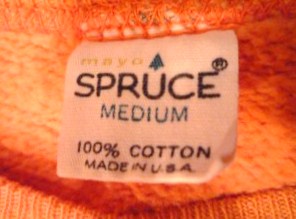 mayo
SPRUCE®
MEDIUM
100% COTTON
MADE IN U.S.A.